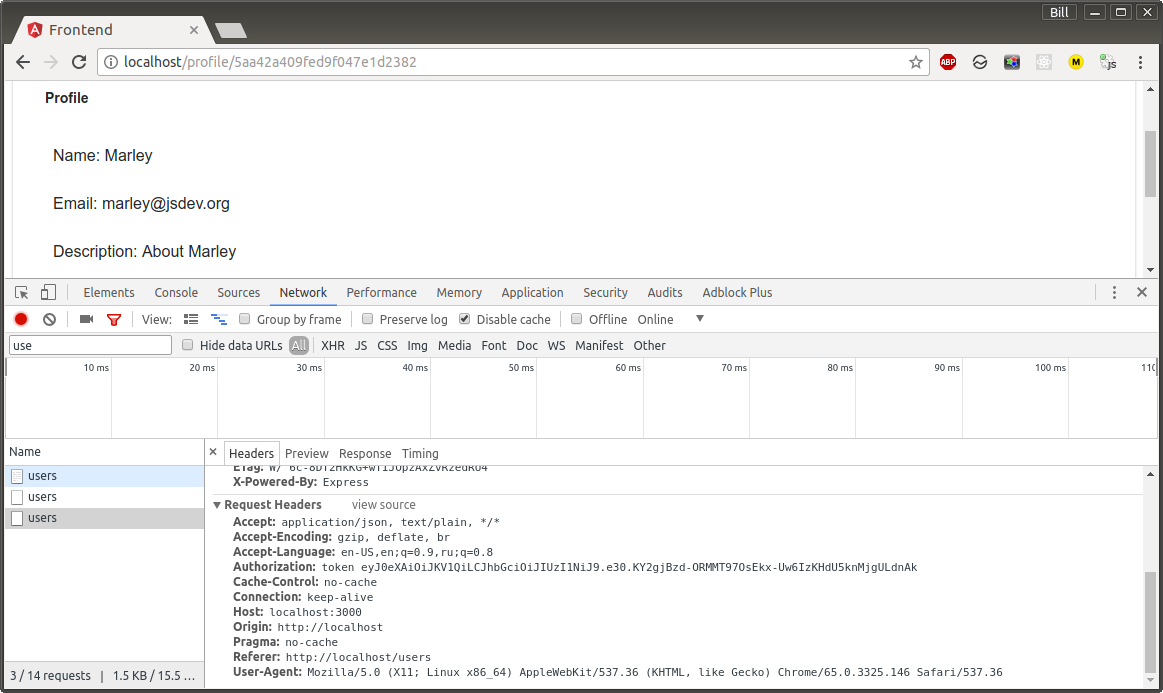 Bill
Frontend
localhost/profile/5aa42a409fed9f047e1d2382
ABP
M
js
Profile
Name: Marley
Email: marley@jsdev.org
Description: About Marley
Elements Console Sources Network Performance Memory Application Security Audits Adblock Plus
View: Group by frame Preserve log Disable cache Offline Online
use Hide data URLs All XHR JS CSS Img Media Font Doc WS Manifest Other
10 ms 20 ms 30 ms 40 ms 50 ms 60 ms 70 ms 80 ms 90 ms 100 ms 110
Name Headers Preview Response Timing
users
users
users
X-Powered-By: Express
Request Headers view source
Accept: application/json, text/plain, */*
Accept-Encoding: gzip, deflate, br
Accept-Language: en-US,en;q=0.9,ru;q=0.8
Authorization: token eyJ0eXAiOiJKV1QiLCJhbGciOiJIUzI1NiJ9.e30.KY2gjBzd-ORMMT97OsEkx-Uw6IzKHdU5knMjgULdnAk
Cache-Control: no-cache
Connection: keep-alive
Host: localhost:3000
Origin: http://localhost
Pragma: no-cache
Referer: http://localhost/users
User-Agent: Mozilla/5.0 (X11; Linux x86_64) AppleWebKit/537.36 (KHTML, like Gecko) Chrome/65.0.3325.146 Safari/537.36
3 / 14 requests | 1.5 KB / 15.5 ...